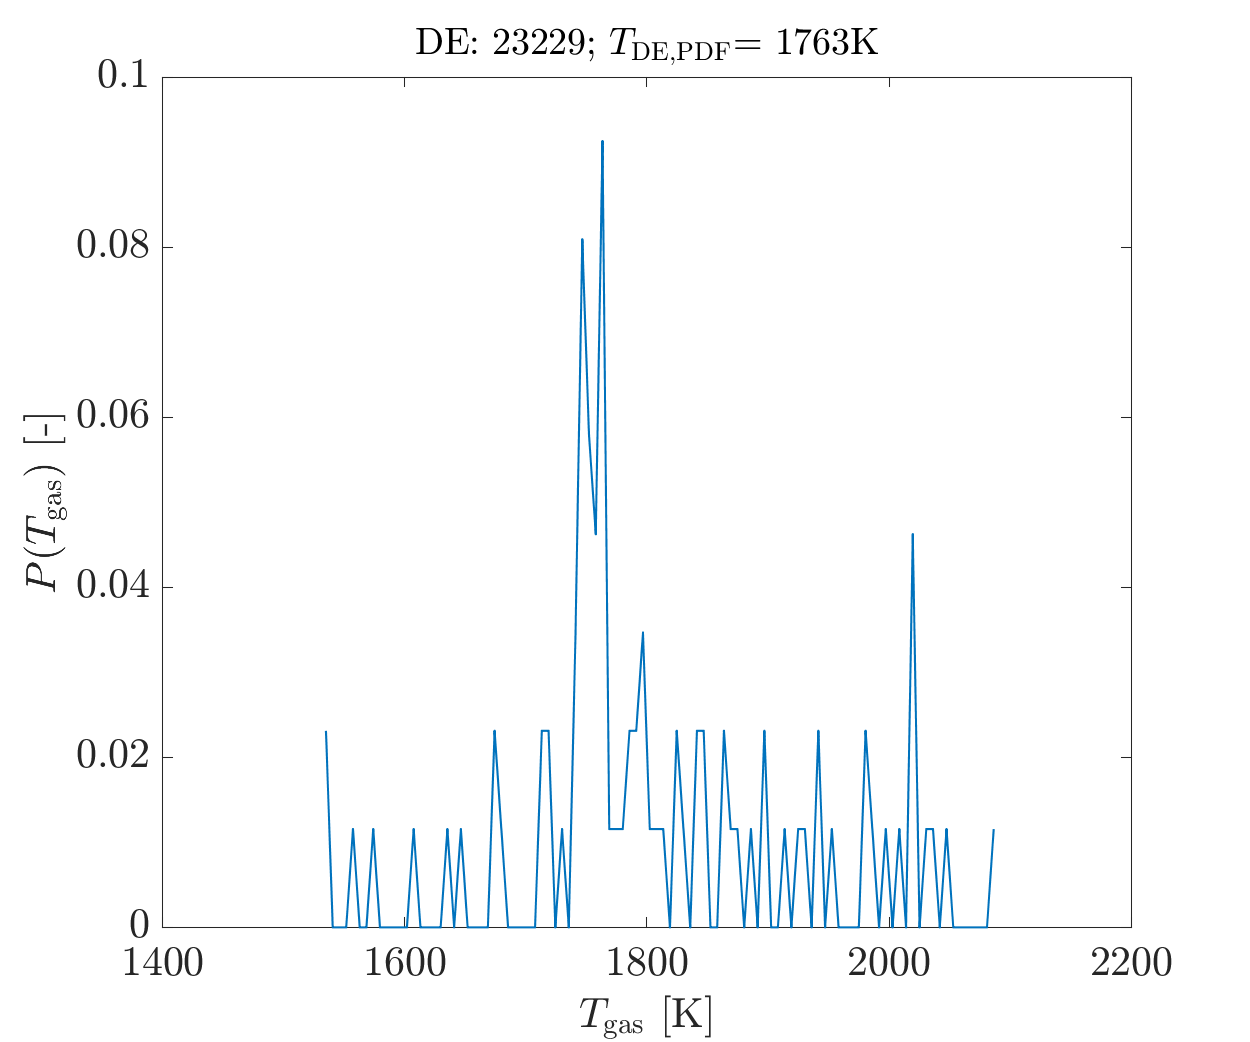 DE: 23229; T_DE,PDF= 1763K
0.1
0.08
0.06
0.04
0.02
0
P(T_gas) [-]
1400 1600 1800 2000 2200
T_gas [K]